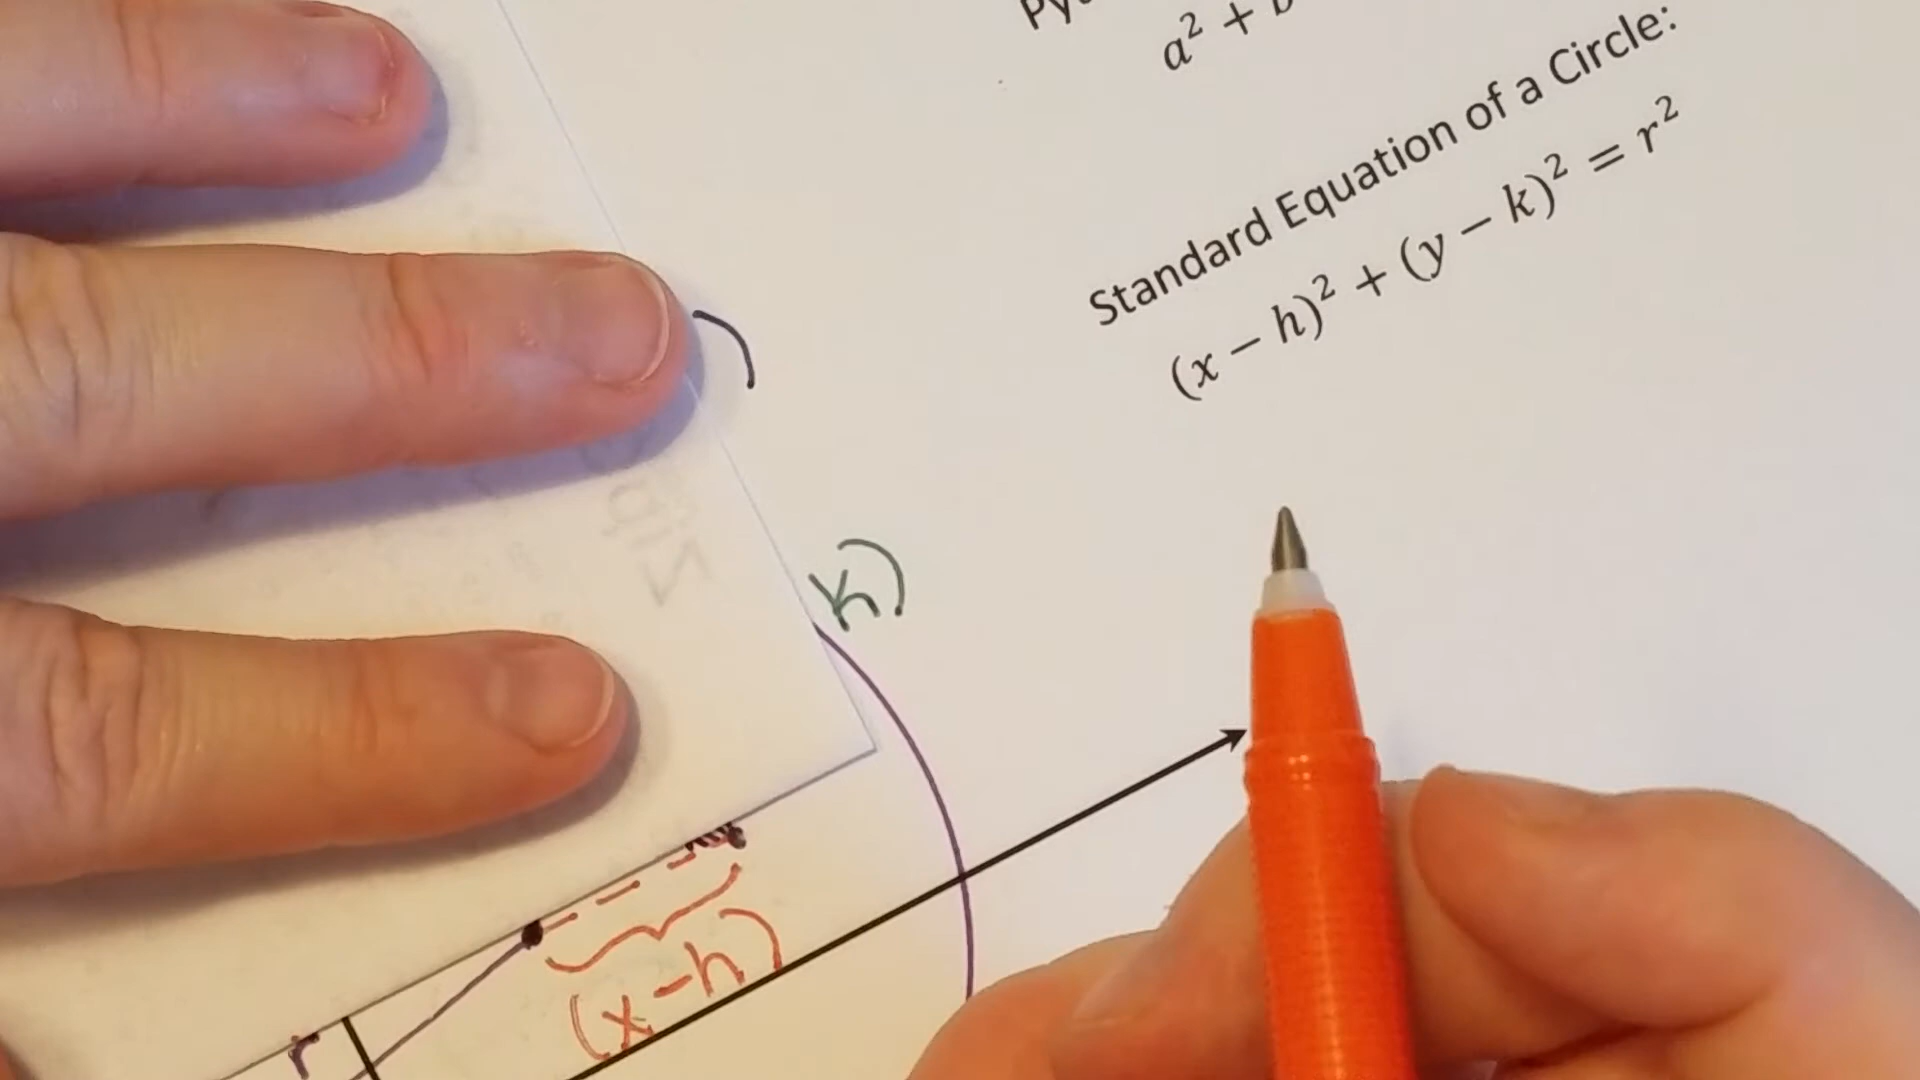 a² + b
Standard Equation of a Circle:
(x − h)² + (y − k)² = r²
)
k)
(x-h)
r